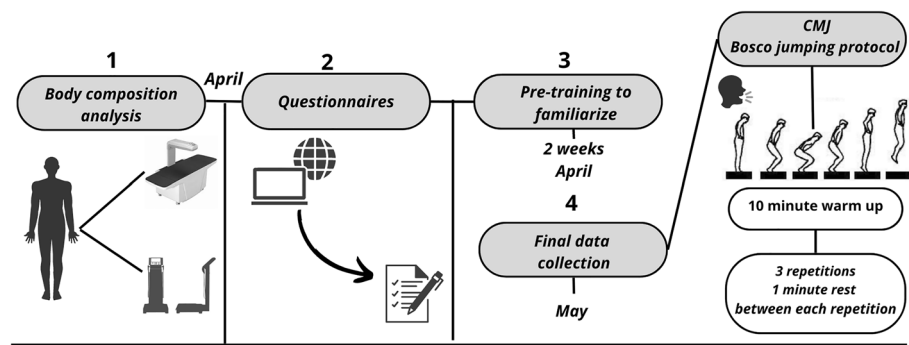 1
Body composition
analysis
April
2
Questionnaires
3
Pre-training to
familiarize
2 weeks
April
4
Final data
collection
May
CMJ
Bosco jumping protocol
10 minute warm up
3 repetitions
1 minute rest
between each repetition